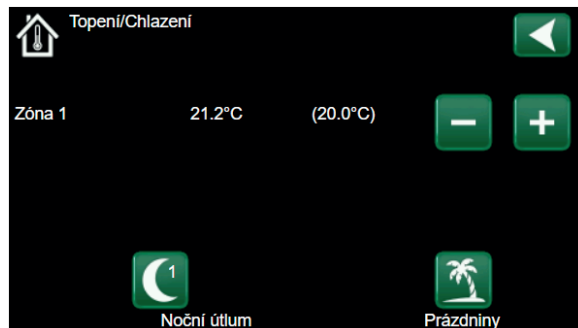 Topení/Chlazení
Zóna 1 21.2°C (20.0°C)
1
Noční útlum Prázdniny